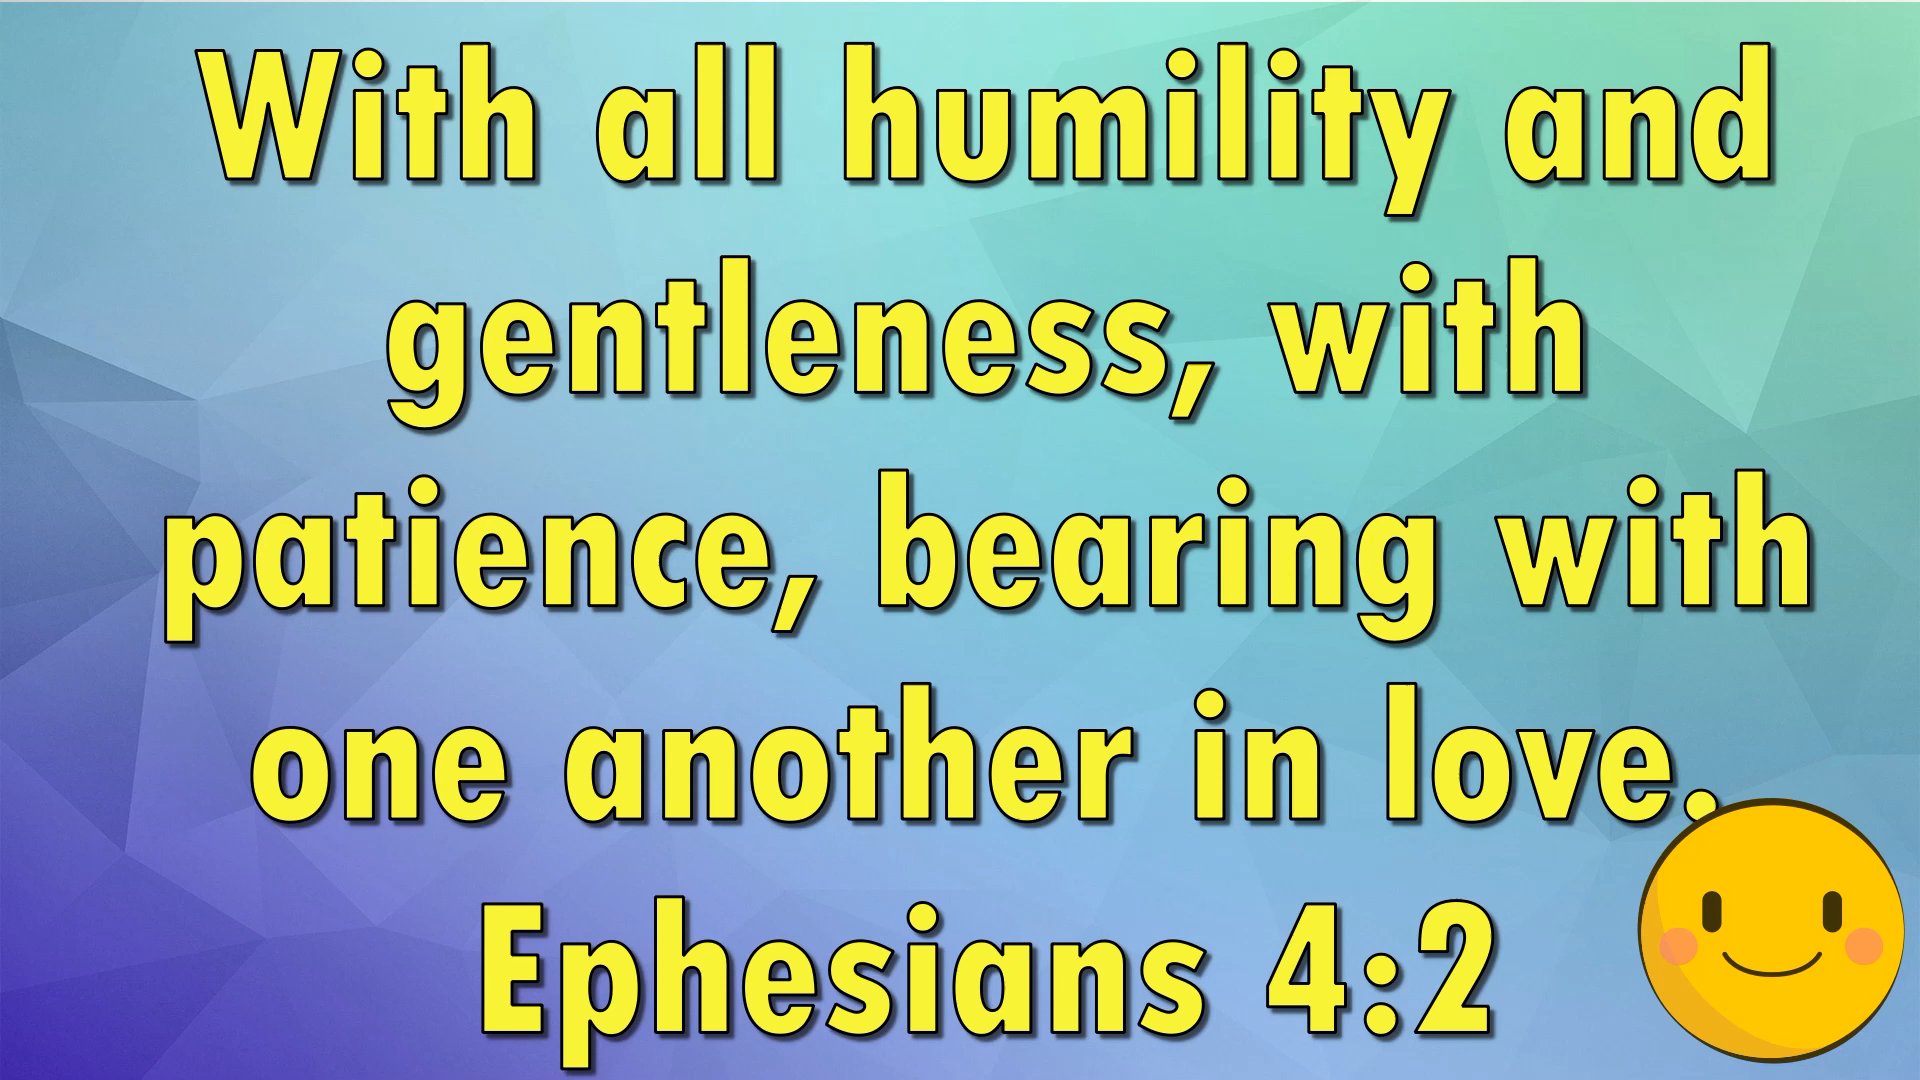 With all humility and
gentleness, with
patience, bearing with
one another in love.
Ephesians 4:2